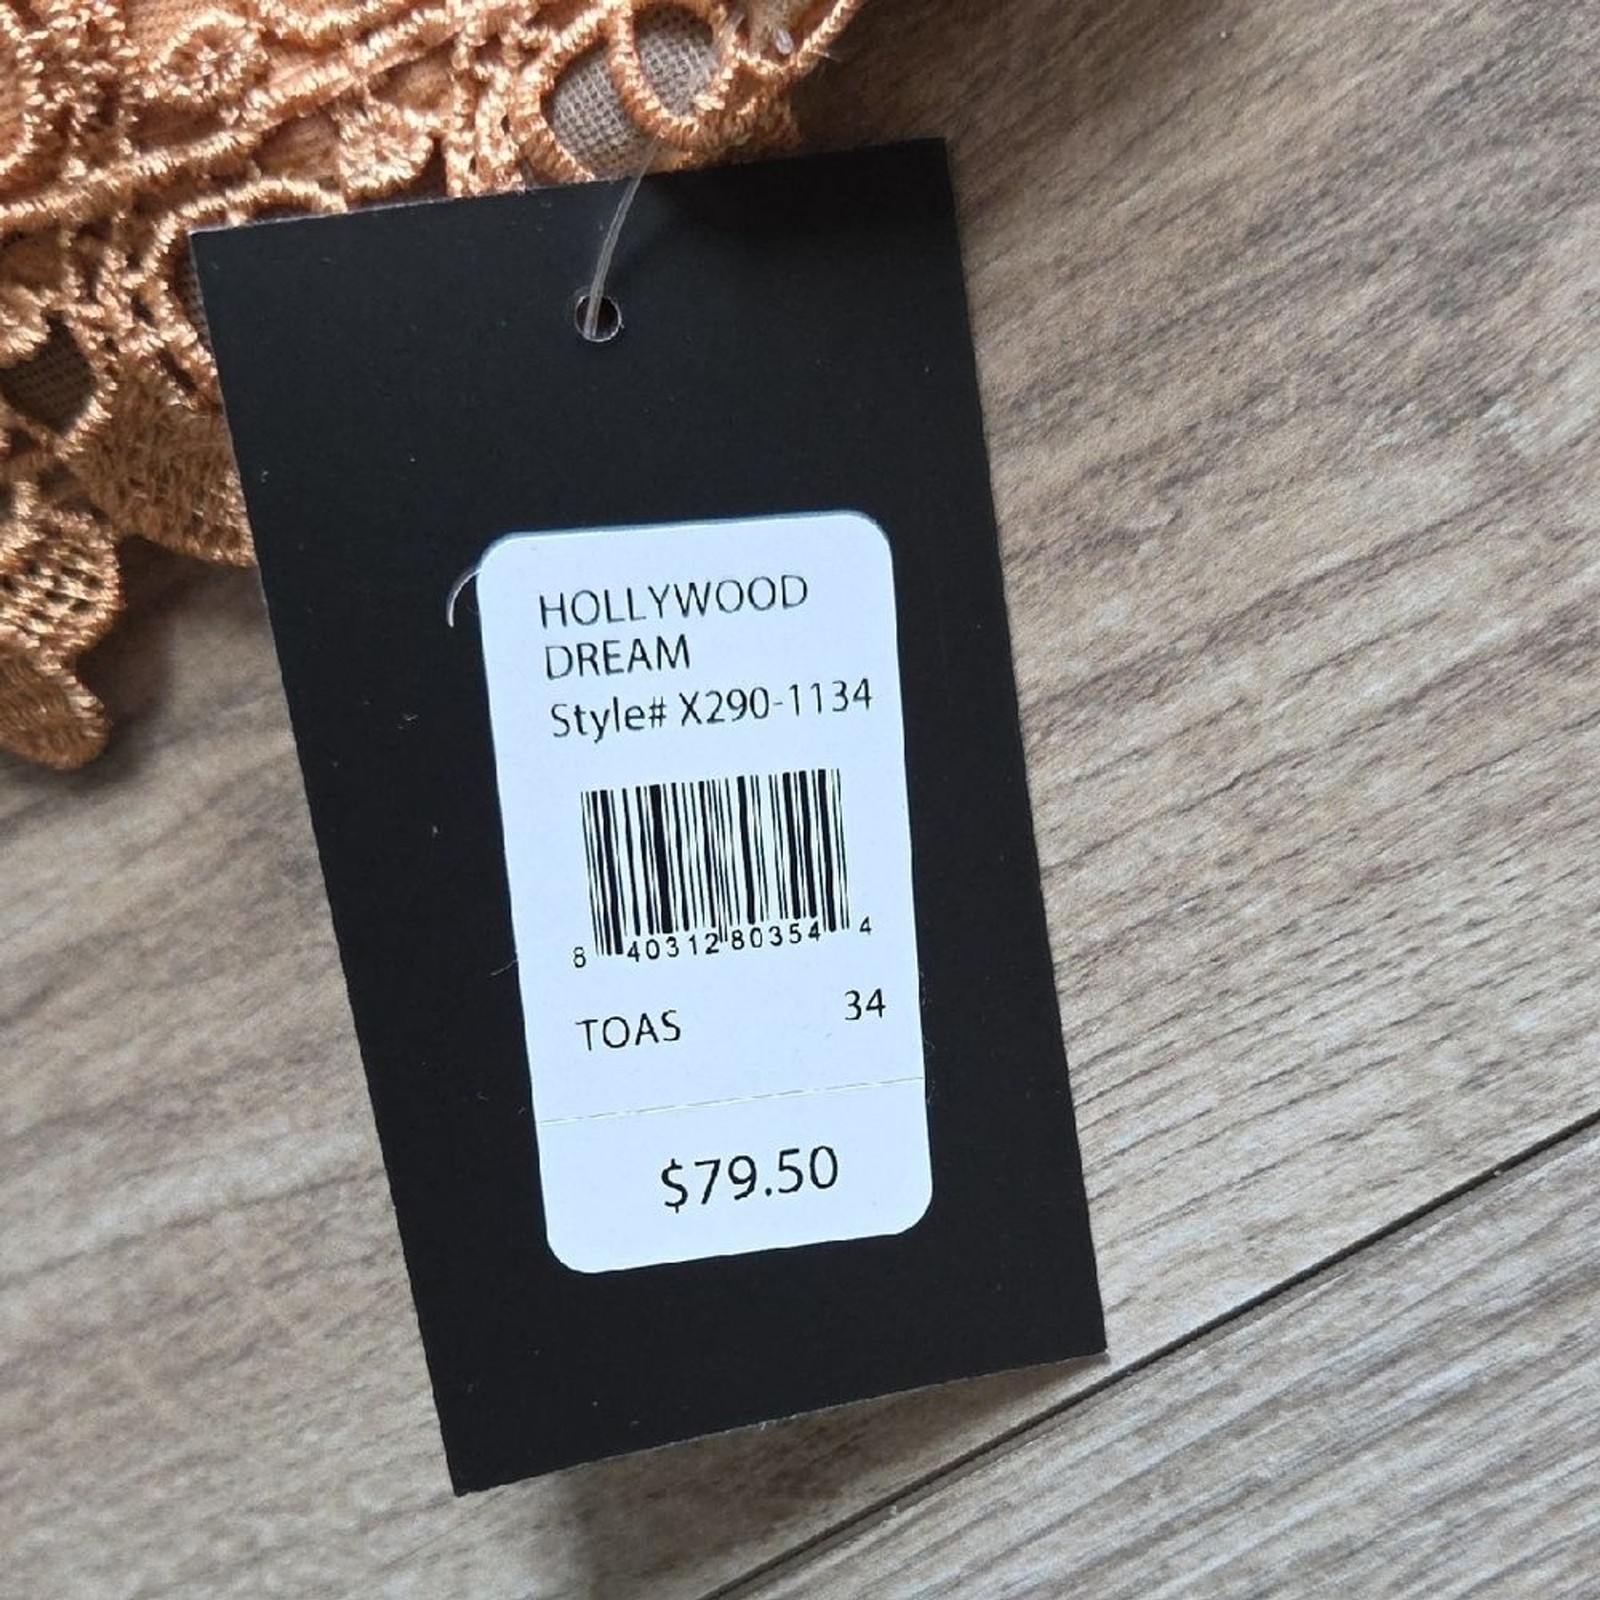 HOLLYWOOD
DREAM
Style# X290-1134
8 40312 80354 4
TOAS 34
$79.50